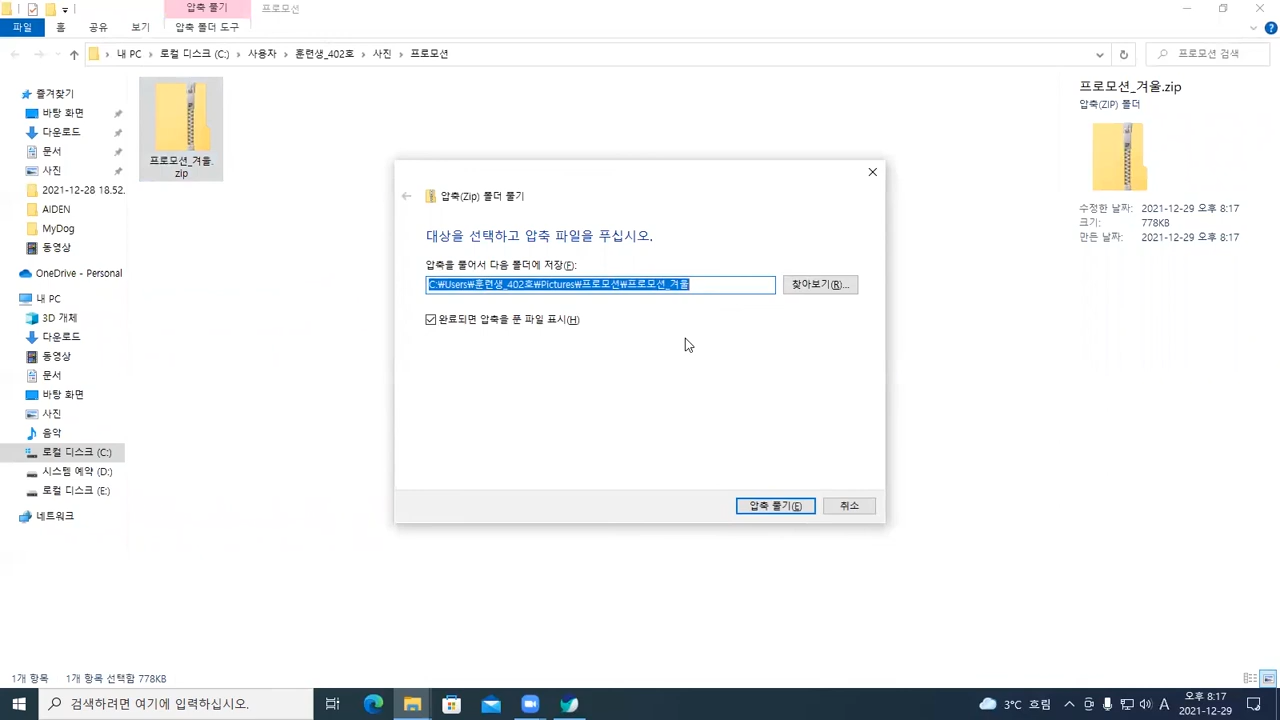 압축 풀기
프로모션
파일
홈
공유
보기
압축 폴더 도구
내 PC
로컬 디스크 (C:)
사용자
훈련생_402호
사진
프로모션
프로모션 검색
즐겨찾기
바탕 화면
다운로드
문서
사진
2021-12-28 18.52.
AIDEN
MyDog
동영상
OneDrive - Personal
내 PC
3D 개체
다운로드
동영상
문서
바탕 화면
사진
음악
로컬 디스크 (C:)
시스템 예약 (D:)
로컬 디스크 (E:)
네트워크
프로모션_겨울.
zip
압축(Zip) 폴더 풀기
대상을 선택하고 압축 파일을 푸십시오.
압축을 풀어서 다음 폴더에 저장(F):
C:₩Users₩훈련생_402호₩Pictures₩프로모션₩프로모션_겨울
찾아보기(R)...
완료되면 압축을 푼 파일 표시(H)
압축 풀기(E)
취소
프로모션_겨울.zip
압축(ZIP) 폴더
수정한 날짜: 2021-12-29 오후 8:17
크기: 778KB
만든 날짜: 2021-12-29 오후 8:17
1개 항목
1개 항목 선택함 778KB
검색하려면 여기에 입력하십시오.
3°C 흐림
A
오후 8:17
2021-12-29